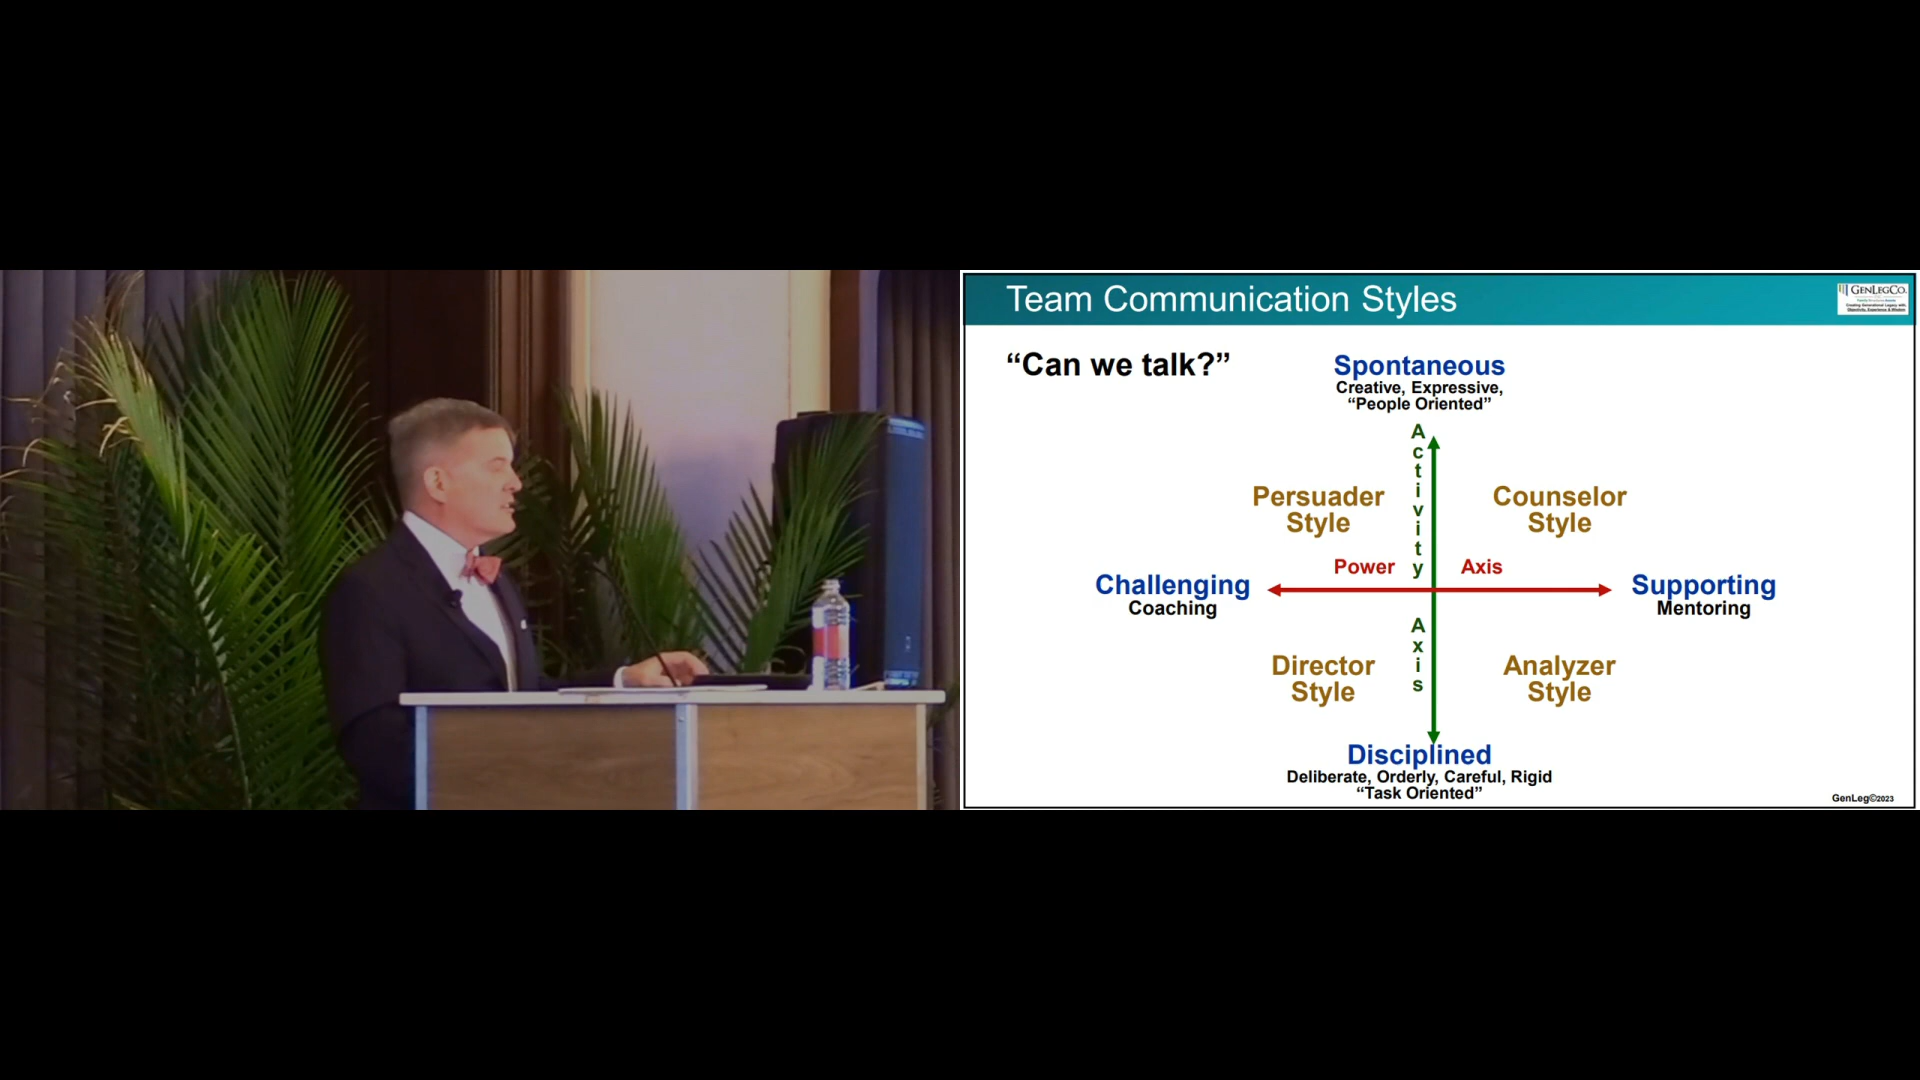 Team Communication Styles
GENLEGCO.
“Can we talk?”
Spontaneous
Creative, Expressive,
“People Oriented”
Activity
Persuader
Style
Counselor
Style
Power Axis
Challenging
Coaching
Supporting
Mentoring
Axis
Director
Style
Analyzer
Style
Disciplined
Deliberate, Orderly, Careful, Rigid
“Task Oriented”
GenLeg©2023